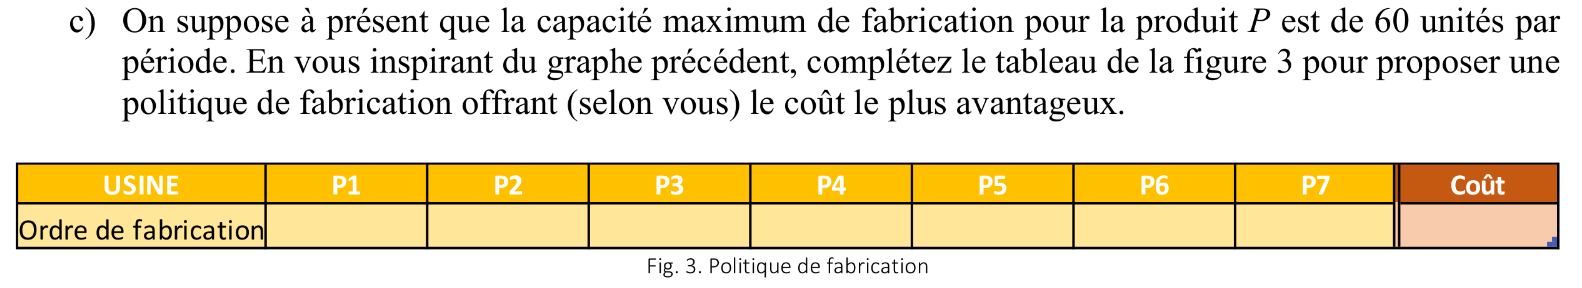 c) On suppose à présent que la capacité maximum de fabrication pour la produit P est de 60 unités par
période. En vous inspirant du graphe précédent, complétez le tableau de la figure 3 pour proposer une
politique de fabrication offrant (selon vous) le coût le plus avantageux.
USINE P1 P2 P3 P4 P5 P6 P7 Coût
Ordre de fabrication
Fig. 3. Politique de fabrication